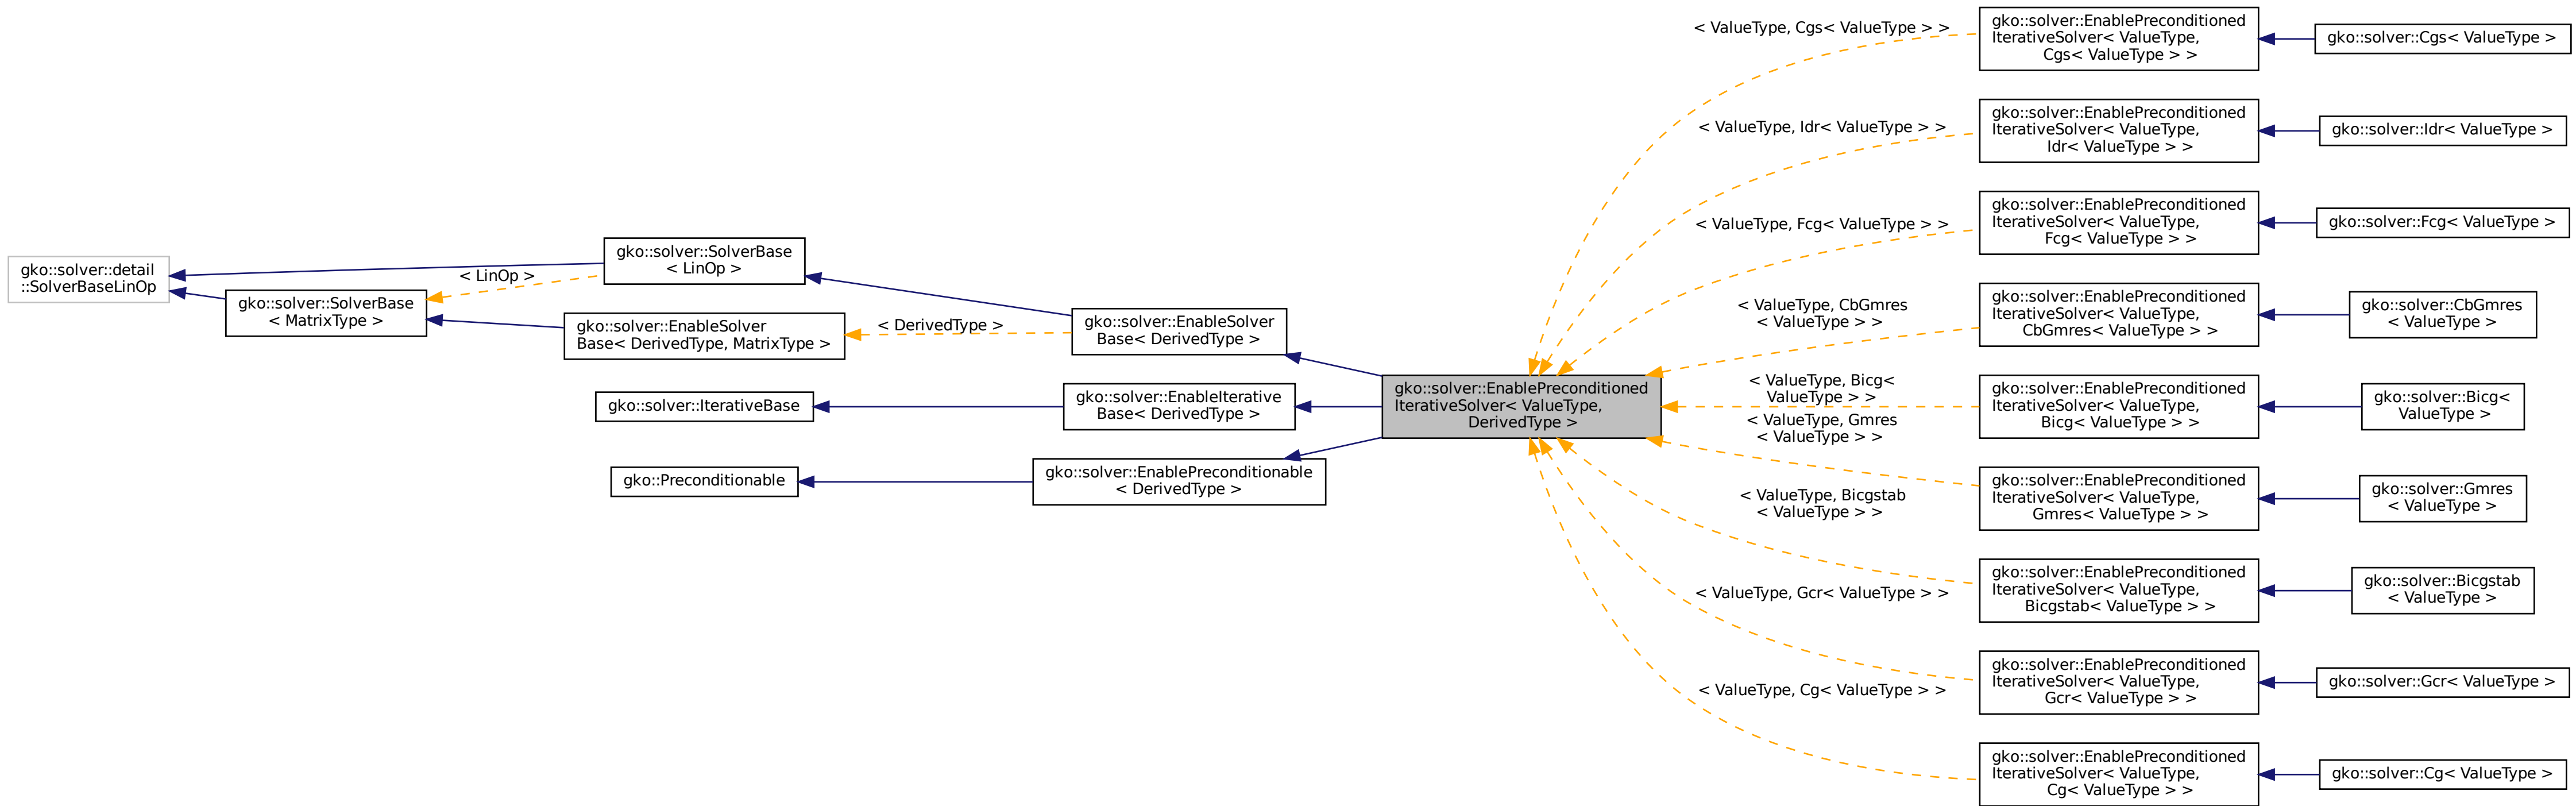 gko::solver::detail
::SolverBaseLinOp
gko::solver::SolverBase
< MatrixType >
< LinOp >
gko::solver::SolverBase
< LinOp >
gko::solver::EnableSolver
Base< DerivedType, MatrixType >
gko::solver::IterativeBase
gko::Preconditionable
< DerivedType >
gko::solver::EnableSolver
Base< DerivedType >
gko::solver::EnableIterative
Base< DerivedType >
gko::solver::EnablePreconditionable
< DerivedType >
gko::solver::EnablePreconditioned
IterativeSolver< ValueType,
DerivedType >
< ValueType, Cgs< ValueType > >
< ValueType, Idr< ValueType > >
< ValueType, Fcg< ValueType > >
< ValueType, CbGmres
< ValueType > >
< ValueType, Bicg<
ValueType > >
< ValueType, Gmres
< ValueType > >
< ValueType, Bicgstab
< ValueType > >
< ValueType, Gcr< ValueType > >
< ValueType, Cg< ValueType > >
gko::solver::EnablePreconditioned
IterativeSolver< ValueType,
Cgs< ValueType > >
gko::solver::Cgs< ValueType >
gko::solver::EnablePreconditioned
IterativeSolver< ValueType,
Idr< ValueType > >
gko::solver::Idr< ValueType >
gko::solver::EnablePreconditioned
IterativeSolver< ValueType,
Fcg< ValueType > >
gko::solver::Fcg< ValueType >
gko::solver::EnablePreconditioned
IterativeSolver< ValueType,
CbGmres< ValueType > >
gko::solver::CbGmres
< ValueType >
gko::solver::EnablePreconditioned
IterativeSolver< ValueType,
Bicg< ValueType > >
gko::solver::Bicg<
ValueType >
gko::solver::EnablePreconditioned
IterativeSolver< ValueType,
Gmres< ValueType > >
gko::solver::Gmres
< ValueType >
gko::solver::EnablePreconditioned
IterativeSolver< ValueType,
Bicgstab< ValueType > >
gko::solver::Bicgstab
< ValueType >
gko::solver::EnablePreconditioned
IterativeSolver< ValueType,
Gcr< ValueType > >
gko::solver::Gcr< ValueType >
gko::solver::EnablePreconditioned
IterativeSolver< ValueType,
Cg< ValueType > >
gko::solver::Cg< ValueType >